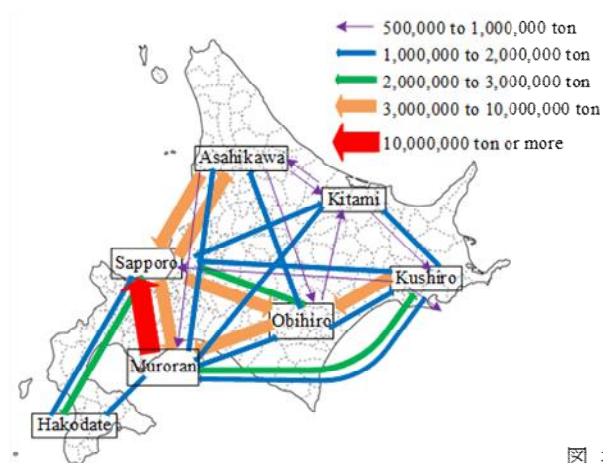 500,000 to 1,000,000 ton
1,000,000 to 2,000,000 ton
2,000,000 to 3,000,000 ton
3,000,000 to 10,000,000 ton
10,000,000 ton or more
Asahikawa
Kitami
Sapporo
Kushiro
Obihiro
Muroran
Hakodate
図